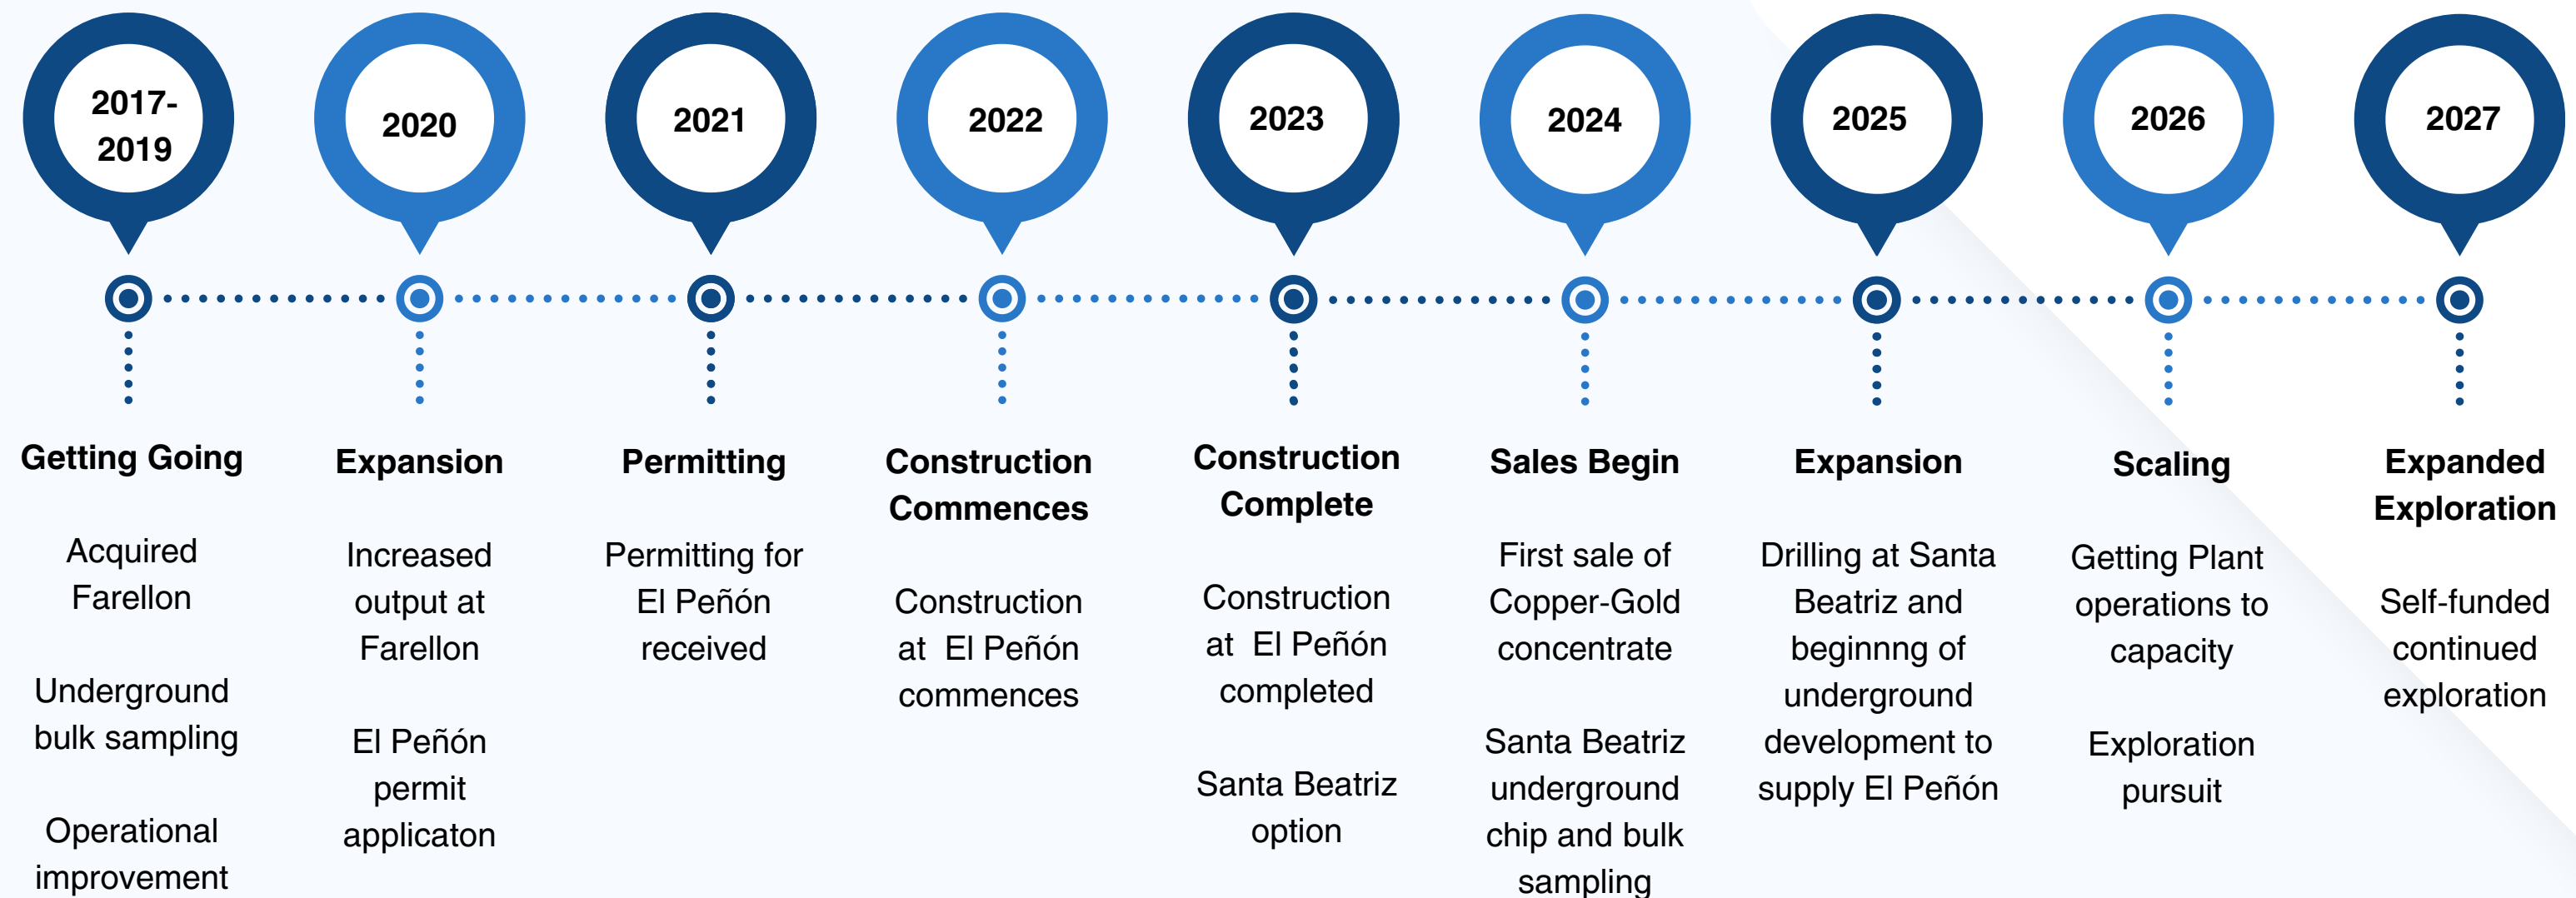 2017-
2019
Getting Going
Acquired
Farellon
Underground
bulk sampling
Operational
improvement
2020
Expansion
Increased
output at
Farellon
El Peñón
permit
applicaton
2021
Permitting
Permitting for
El Peñón
received
2022
Construction
Commences
Construction
at El Peñón
commences
2023
Construction
Complete
Construction
at El Peñón
completed
Santa Beatriz
option
2024
Sales Begin
First sale of
Copper-Gold
concentrate
Santa Beatriz
underground
chip and bulk
sampling
2025
Expansion
Drilling at Santa
Beatriz and
beginnng of
underground
development to
supply El Peñón
2026
Scaling
Getting Plant
operations to
capacity
Exploration
pursuit
2027
Expanded
Exploration
Self-funded
continued
exploration